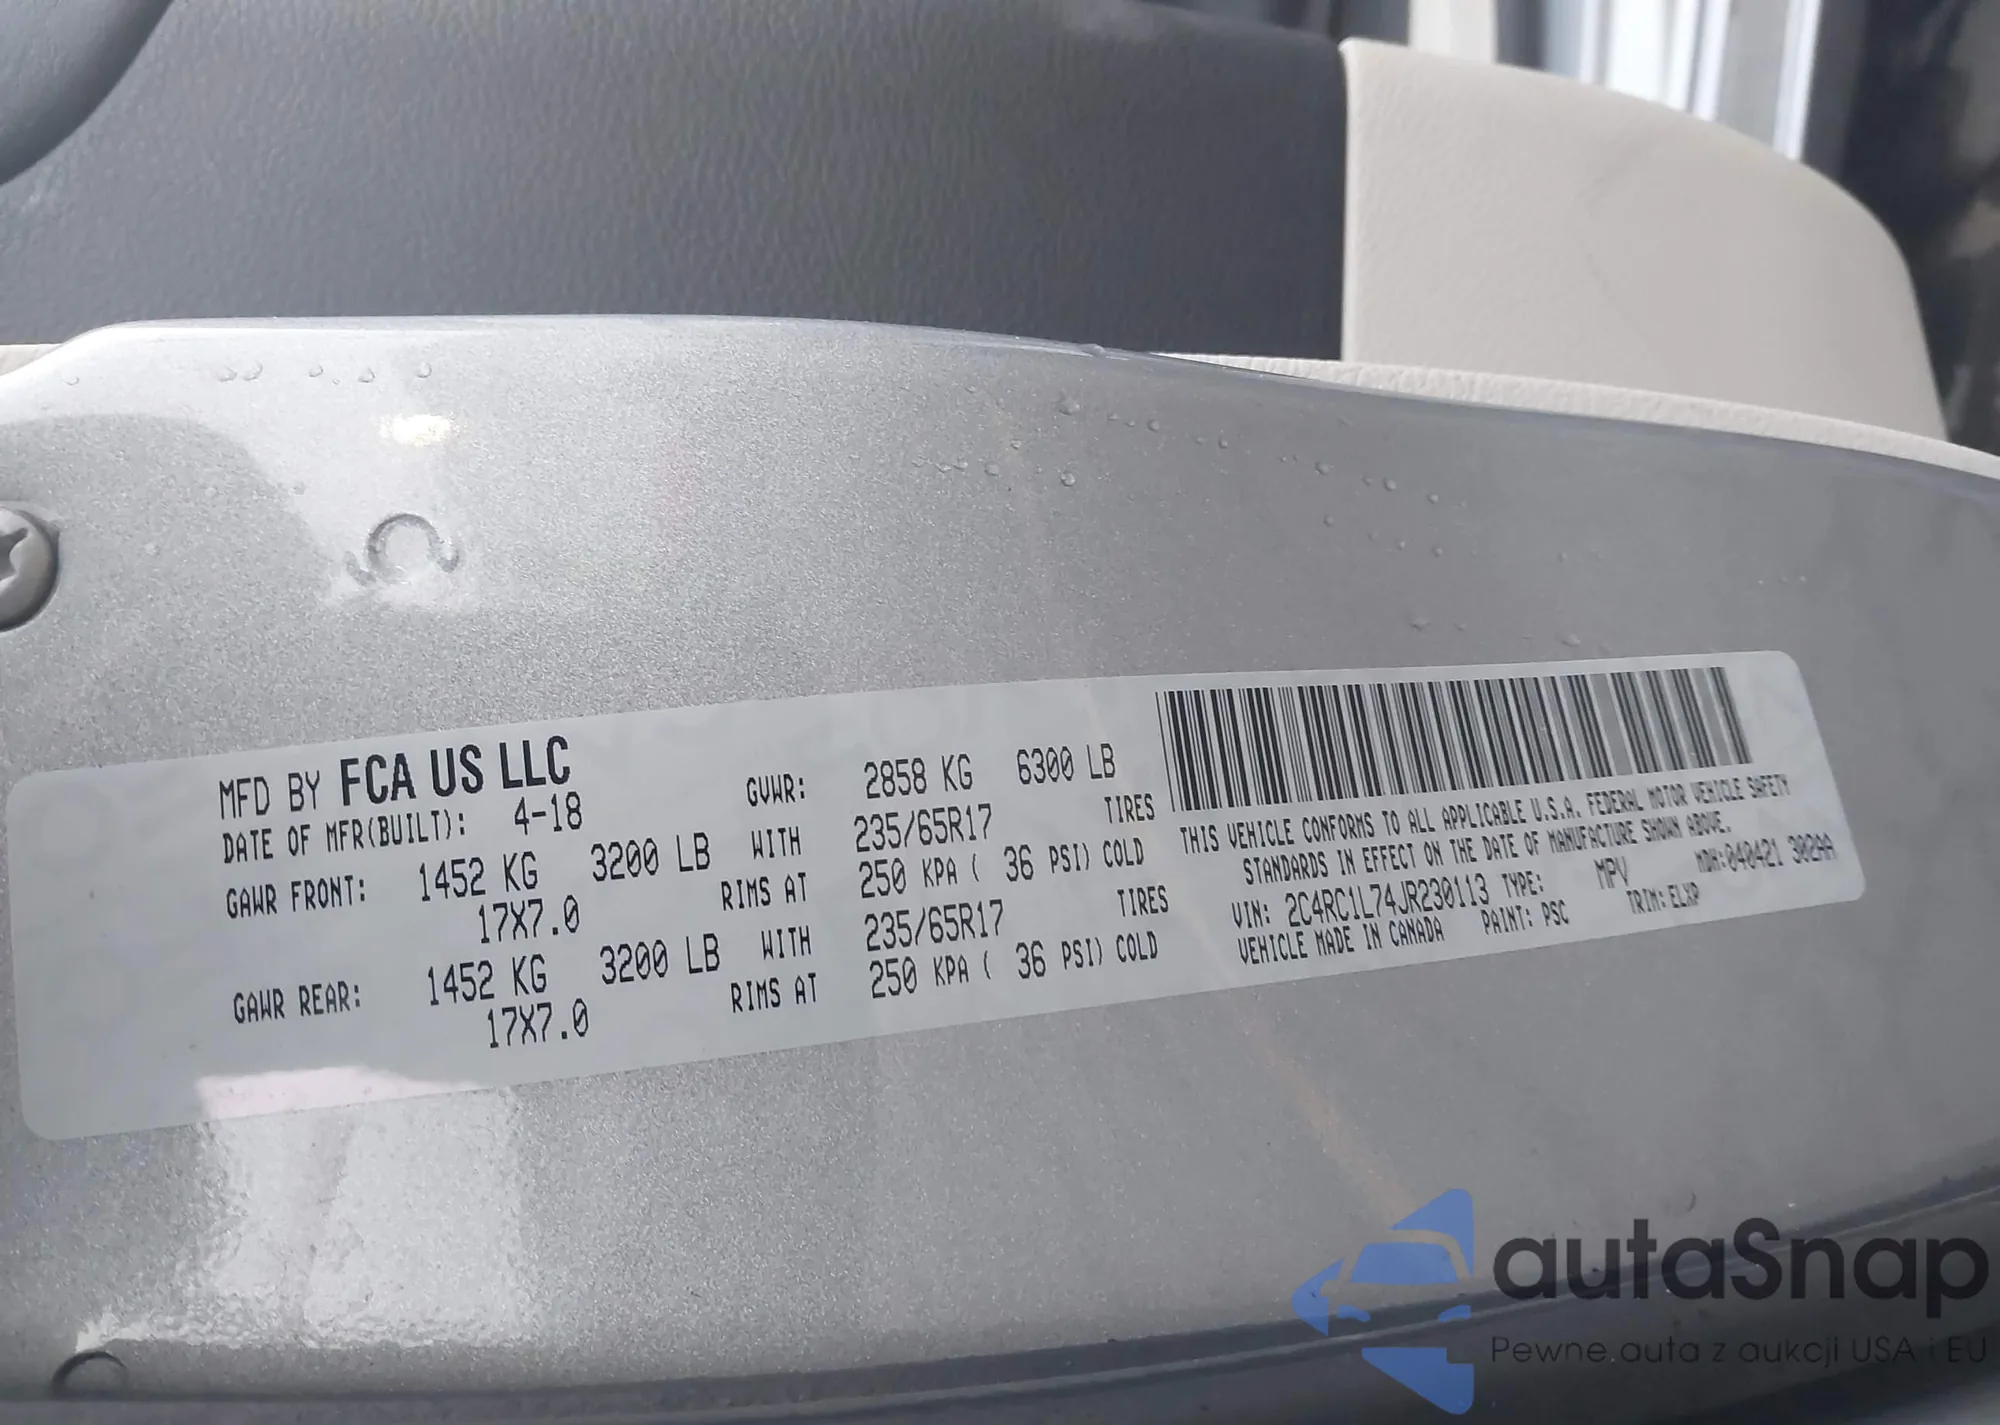 MFD BY FCA US LLC
DATE OF MFR(BUILT): 4-18
GVWR: 2858 KG 6300 LB
GAWR FRONT: 1452 KG 3200 LB WITH 235/65R17 TIRES
17X7.0 RIMS AT 250 KPA ( 36 PSI) COLD
GAWR REAR: 1452 KG 3200 LB WITH 235/65R17 TIRES
17X7.0 RIMS AT 250 KPA ( 36 PSI) COLD
THIS VEHICLE CONFORMS TO ALL APPLICABLE U.S.A. FEDERAL MOTOR VEHICLE SAFETY
STANDARDS IN EFFECT ON THE DATE OF MANUFACTURE SHOWN ABOVE.
VIN: 2C4RC1L74JR230113 TYPE: MPV MDH:040421 302AA
VEHICLE MADE IN CANADA PAINT: PSC TRIM: ELXP
autaSnap
Pewne auta z aukcji USA i EU